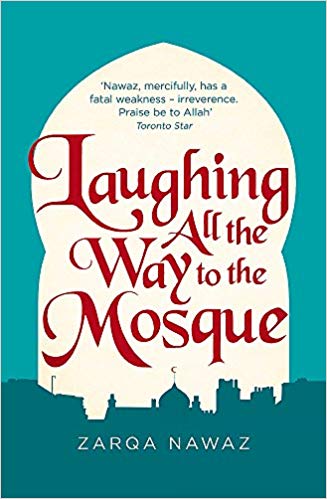 ‘Nawaz, mercifully, has a
fatal weakness – irreverence.
Praise be to Allah’
Toronto Star
Laughing
All the
Way to the
Mosque
ZARQA NAWAZ